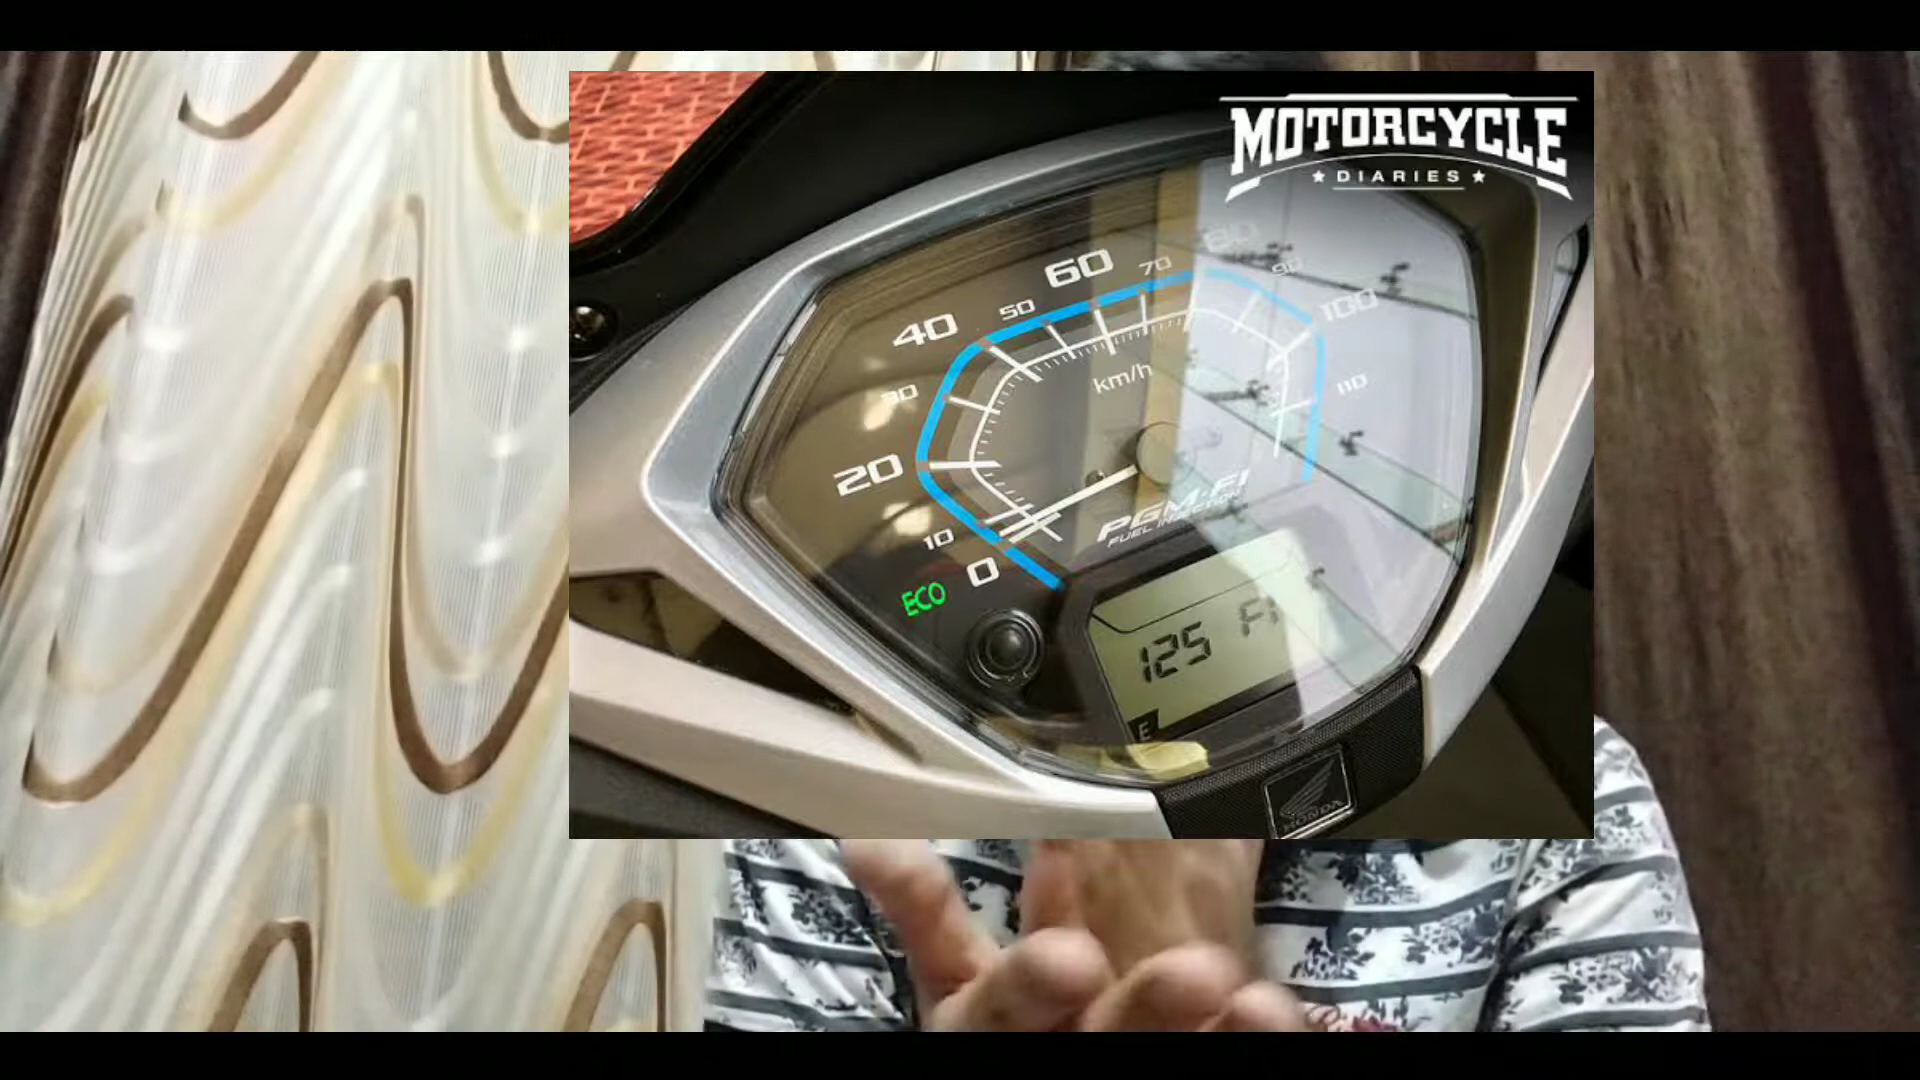 MOTORCYCLE
DIARIES
80
60
70
90
50
40
100
km/h
110
30
20
PGM-FI
FUEL INJECTION
10
0
ECO
125 FI
E
HONDA